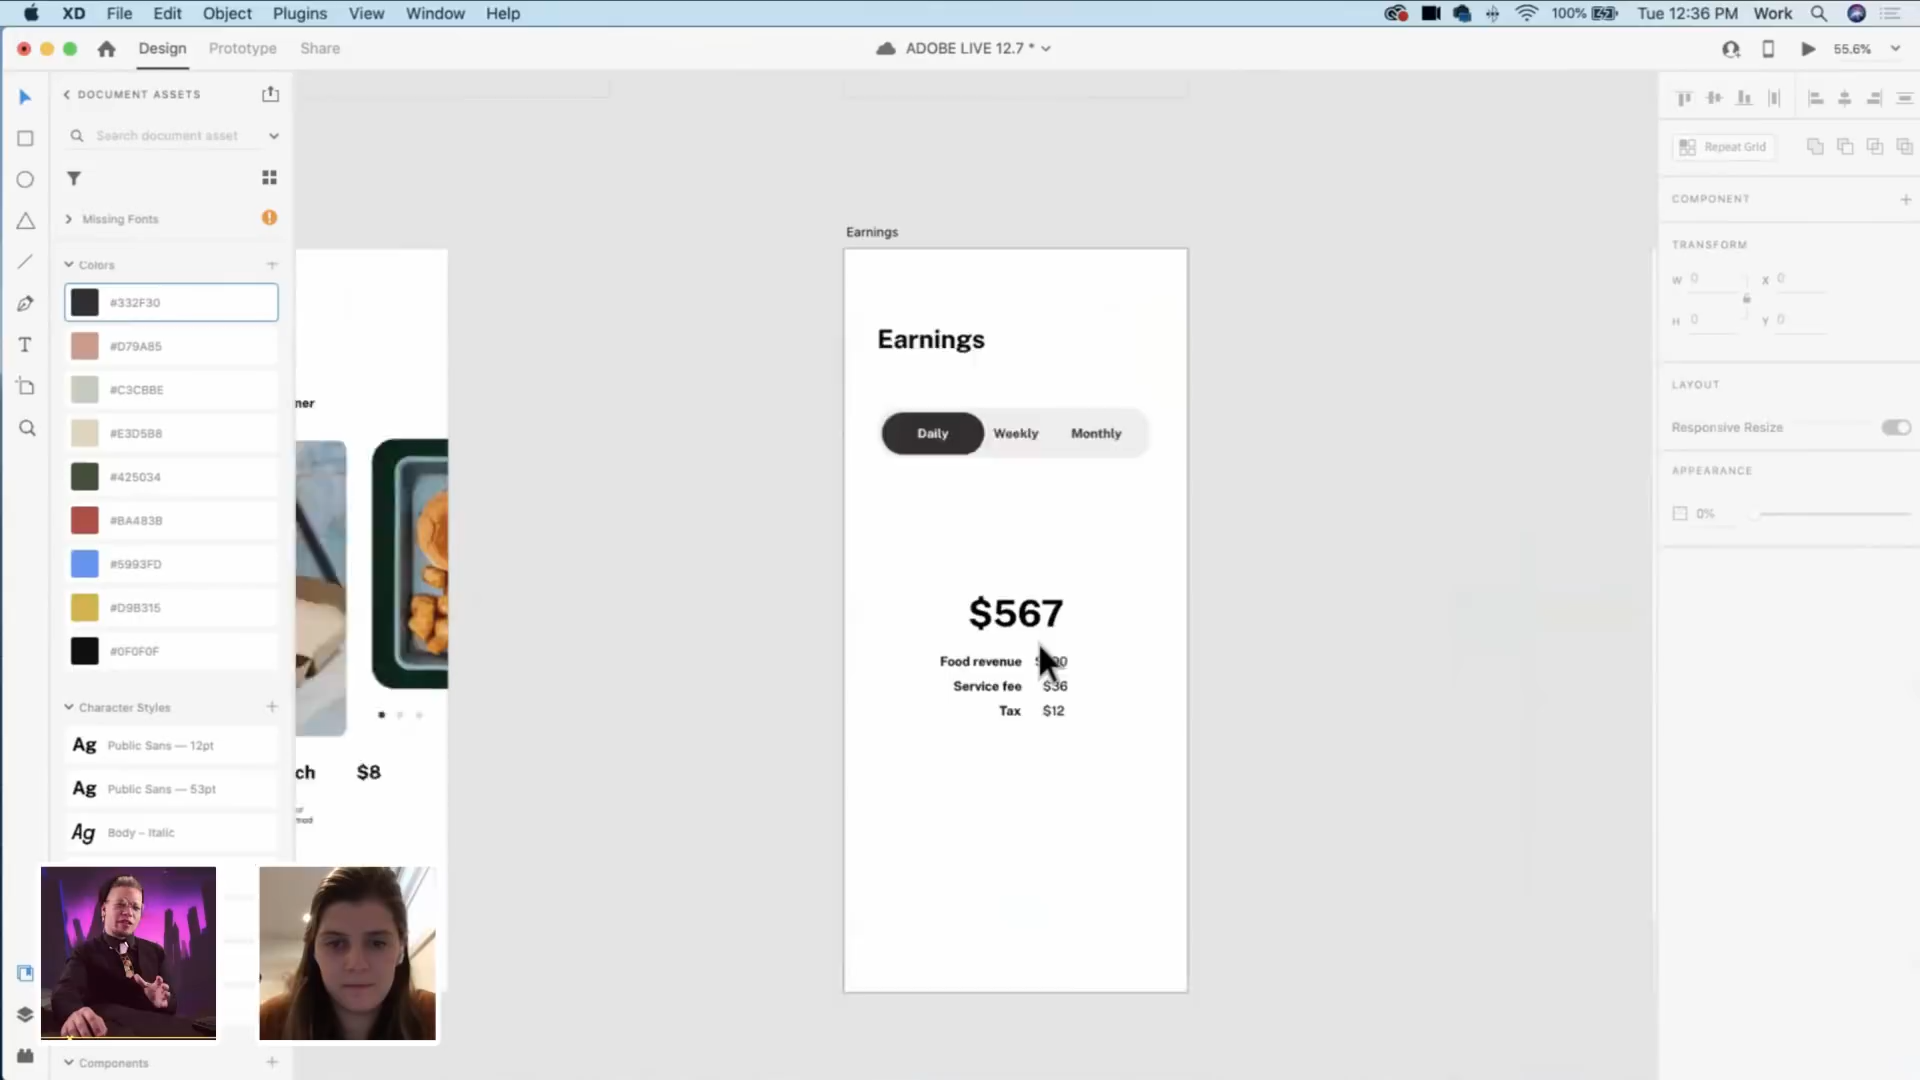 XD File Edit Object Plugins View Window Help 100% Tue 12:36 PM Work
Design Prototype Share ADOBE LIVE 12.7 * 55.6%
DOCUMENT ASSETS
Search document asset
Missing Fonts
Colors
#332F30
#D79A85
#C3CBBE
#E3D5B8
#425034
#BA483B
#5993FD
#D9B315
#0F0F0F
Character Styles
Ag Public Sans — 12pt
Ag Public Sans — 53pt
Ag Body – Italic
Components
ner
ch $8
Earnings
Earnings
Daily Weekly Monthly
$567
Food revenue
Service fee $36
Tax $12
Repeat Grid
COMPONENT
TRANSFORM
W 0 X 0
H 0 Y 0
LAYOUT
Responsive Resize
APPEARANCE
0%